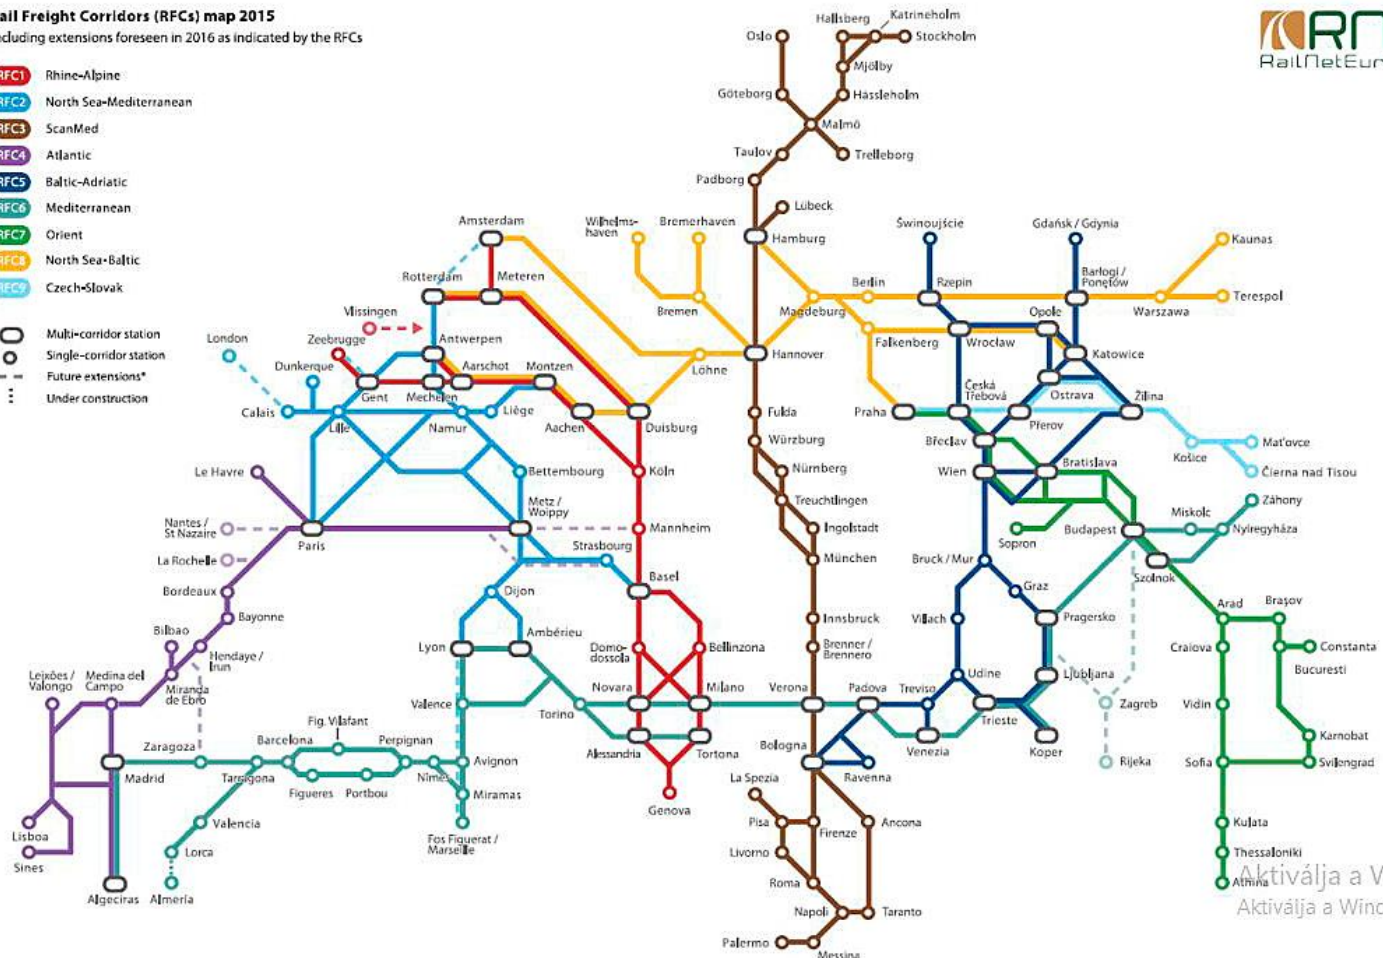 ail Freight Corridors (RFCs) map 2015
cluding extensions foreseen in 2016 as indicated by the RFCs
RFC1 Rhine-Alpine
RFC2 North Sea-Mediterranean
RFC3 ScanMed
RFC4 Atlantic
RFC5 Baltic-Adriatic
RFC6 Mediterranean
RFC7 Orient
RFC8 North Sea-Baltic
RFC9 Czech-Slovak
Multi-corridor station
Single-corridor station
Future extensions*
Under construction
RN
RailNetEur
Oslo
Hallsberg
Katrineholm
Stockholm
Mjölby
Göteborg
Hässleholm
Malmö
Taulov
Trelleborg
Padborg
Lübeck
Hamburg
Amsterdam
Wilhelms-
haven
Bremerhaven
Świnoujście
Gdańsk / Gdynia
Kaunas
Rotterdam
Meteren
Bremen
Magdeburg
Berlin
Rzepin
Barłogi /
Ponętów
Warszawa
Terespol
Vlissingen
London
Zeebrugge
Antwerpen
Dunkerque
Aarschot
Montzen
Löhne
Hannover
Falkenberg
Wrocław
Opole
Katowice
Calais
Gent
Mechelen
Lille
Namur
Liège
Aachen
Duisburg
Fulda
Praha
Česká
Třebová
Ostrava
Přerov
Žilina
Le Havre
Bettembourg
Köln
Würzburg
Nürnberg
Břeclav
Wien
Bratislava
Košice
Maťovce
Čierna nad Tisou
Nantes /
St Nazaire
Paris
Metz /
Woippy
Mannheim
Treuchtlingen
Ingolstadt
Sopron
Budapest
Miskolc
Záhony
Nyíregyháza
La Rochelle
Strasbourg
München
Bruck / Mur
Szolnok
Bordeaux
Dijon
Basel
Graz
Bayonne
Innsbruck
Villach
Pragersko
Arad
Brașov
Bilbao
Hendaye /
Irun
Lyon
Ambérieu
Domo-
dossola
Bellinzona
Brenner /
Brennero
Craiova
Constanta
Bucuresti
Leixões /
Valongo
Medina del
Campo
Miranda
de Ebro
Valence
Torino
Novara
Milano
Verona
Padova
Treviso
Udine
Ljubljana
Trieste
Zagreb
Vidin
Zaragoza
Fig. Vilafant
Barcelona
Perpignan
Alessandria
Tortona
Bologna
Venezia
Koper
Karnobat
Madrid
Tarragona
Figueres
Portbou
Nîmes
Avignon
Ravenna
Rijeka
Sofia
Svilengrad
Miramas
Genova
La Spezia
Lisboa
Sines
Valencia
Lorca
Fos Figuerat /
Marseille
Pisa
Firenze
Livorno
Ancona
Kulata
Thessaloniki
Algeciras
Almería
Roma
Athina
Napoli
Taranto
Palermo
Messina
Aktiválja a W
Aktiválja a Wind